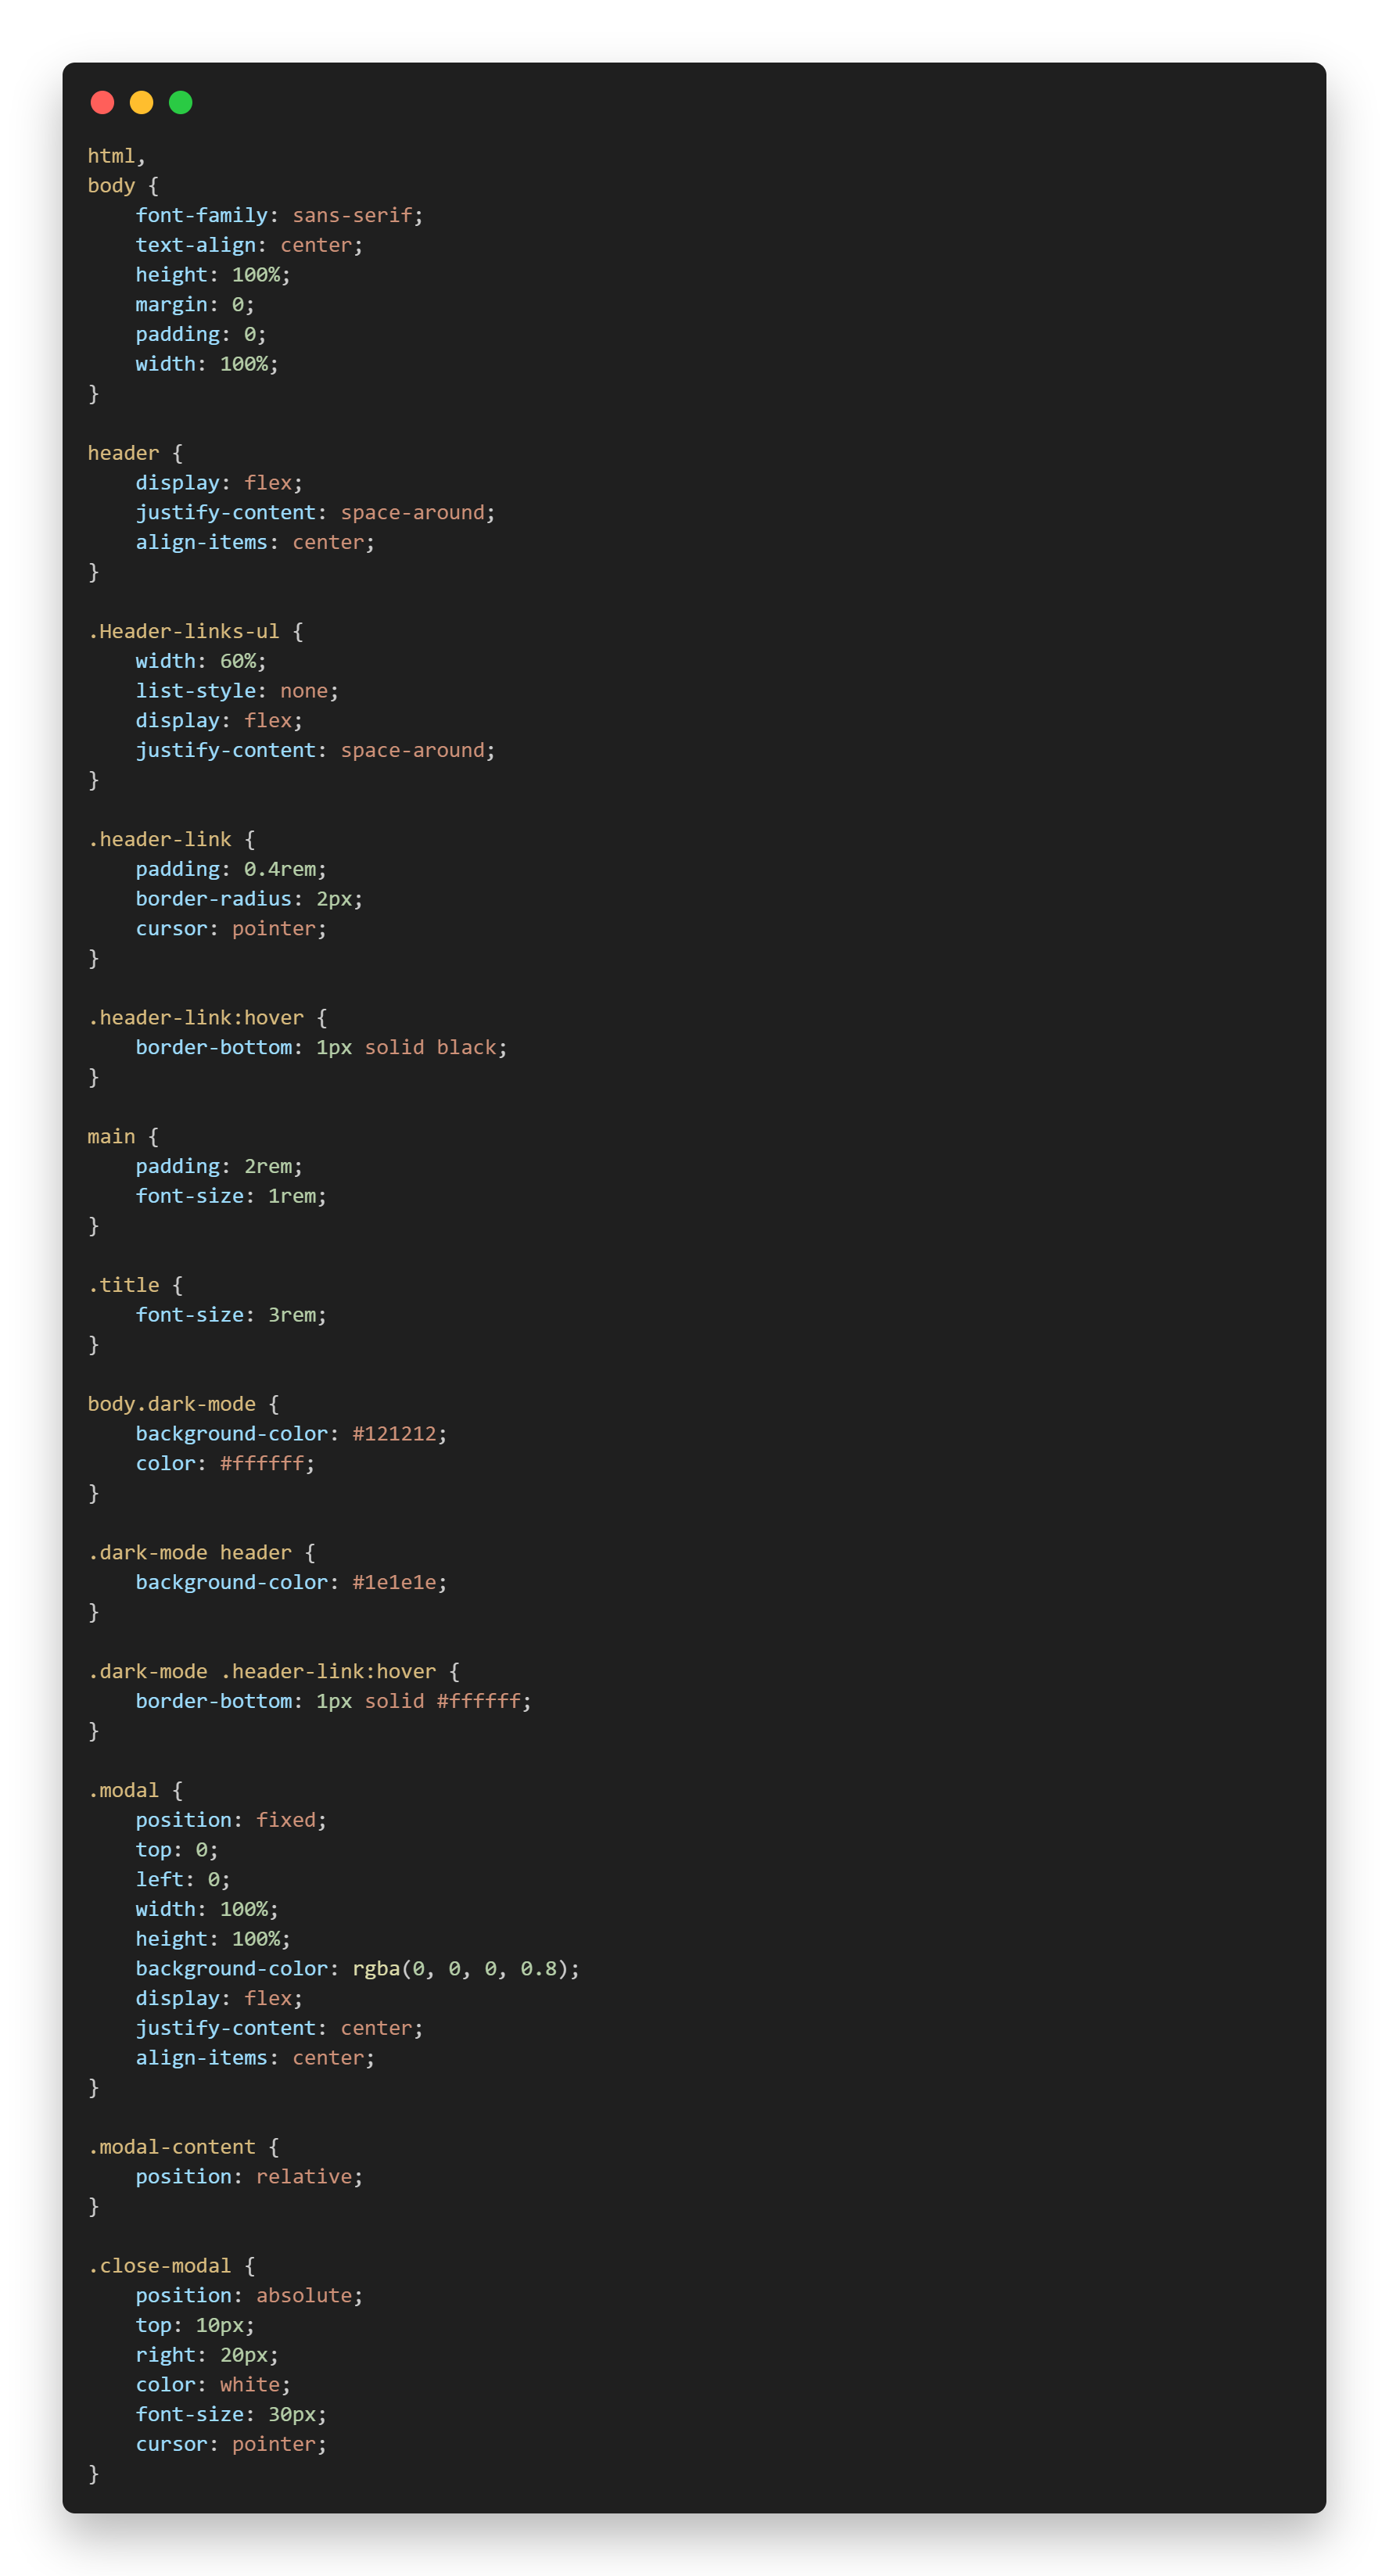 html,
body {
    font-family: sans-serif;
    text-align: center;
    height: 100%;
    margin: 0;
    padding: 0;
    width: 100%;
}

header {
    display: flex;
    justify-content: space-around;
    align-items: center;
}

.Header-links-ul {
    width: 60%;
    list-style: none;
    display: flex;
    justify-content: space-around;
}

.header-link {
    padding: 0.4rem;
    border-radius: 2px;
    cursor: pointer;
}

.header-link:hover {
    border-bottom: 1px solid black;
}

main {
    padding: 2rem;
    font-size: 1rem;
}

.title {
    font-size: 3rem;
}

body.dark-mode {
    background-color: #121212;
    color: #ffffff;
}

.dark-mode header {
    background-color: #1e1e1e;
}

.dark-mode .header-link:hover {
    border-bottom: 1px solid #ffffff;
}

.modal {
    position: fixed;
    top: 0;
    left: 0;
    width: 100%;
    height: 100%;
    background-color: rgba(0, 0, 0, 0.8);
    display: flex;
    justify-content: center;
    align-items: center;
}

.modal-content {
    position: relative;
}

.close-modal {
    position: absolute;
    top: 10px;
    right: 20px;
    color: white;
    font-size: 30px;
    cursor: pointer;
}